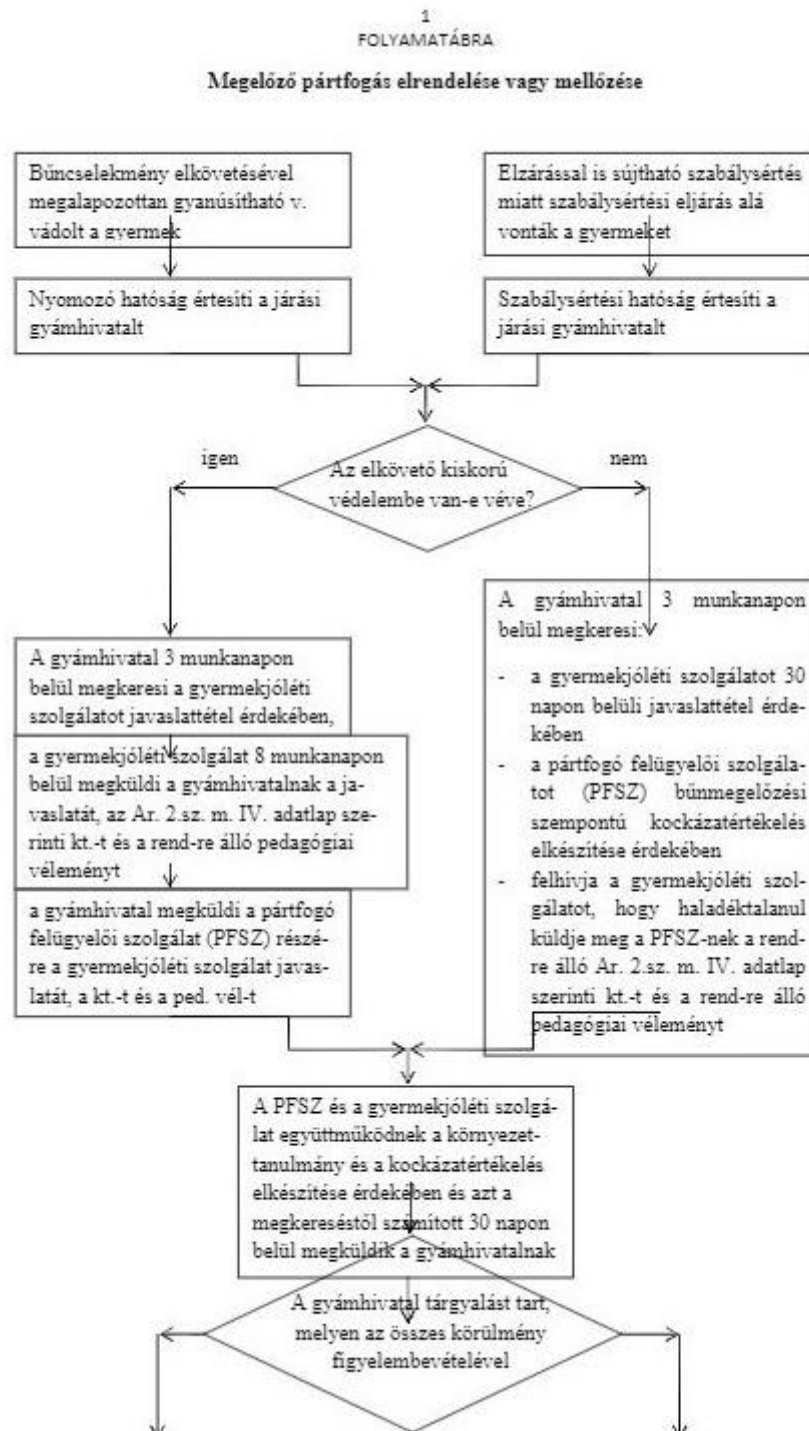 1
FOLYAMATÁBRA
Megelőző pártfogás elrendelése vagy mellőzése
Bűncselekmény elkövetésével
megalapozottan gyanúsítható v.
vádolt a gyermek
Elzárással is sújtható szabálysértés
miatt szabálysértési eljárás alá
vonták a gyermeket
Nyomozó hatóság értesíti a járási
gyámhivatalt
Szabálysértési hatóság értesíti a
járási gyámhivatalt
igen
nem
Az elkövető kiskorú
védelembe van-e véve?
A gyámhivatal 3 munkanapon
belül megkeresi a gyermekjóléti
szolgálatot javaslattétel érdekében,
a gyermekjóléti szolgálat 8 munkanapon
belül megküldi a gyámhivatalnak a ja-
vaslatát, az Ar. 2.sz. m. IV. adatlap sze-
rinti kt.-t és a rend-re álló pedagógiai
véleményt
a gyámhivatal megküldi a pártfogó
felügyelői szolgálat (PFSZ) részé-
re a gyermekjóléti szolgálat javas-
latát, a kt.-t és a ped. vél-t
A gyámhivatal 3 munkanapon
belül megkeresi:
- a gyermekjóléti szolgálatot 30
napon belüli javaslattétel érde-
kében
- a pártfogó felügyelői szolgála-
tot (PFSZ) bűnmegelőzési
szempontú kockázatértékelés
elkészítése érdekében
- felhívja a gyermekjóléti szol-
gálatot, hogy haladéktalanul
küldje meg a PFSZ-nek a rend-
re álló Ar. 2.sz. m. IV. adatlap
szerinti kt.-t és a rend-re álló
pedagógiai véleményt
A PFSZ és a gyermekjóléti szolgá-
lat együttműködnek a környezet-
tanulmány és a kockázatértékelés
elkészítése érdekében és azt a
megkereséstől számított 30 napon
belül megküldik a gyámhivatalnak
A gyámhivatal tárgyalást tart,
melyen az összes körülmény
figyelembevételével